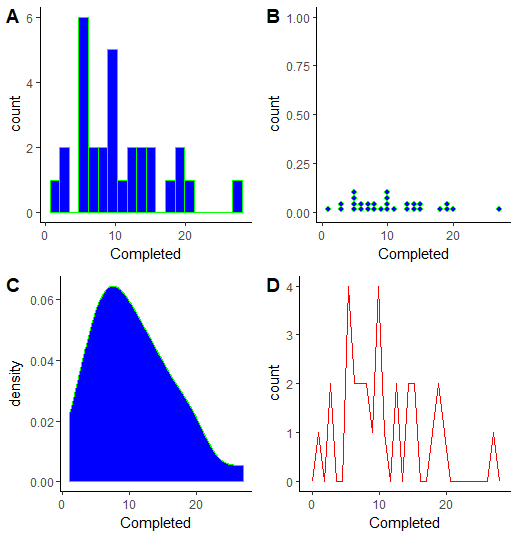 A
6
4
2
0
count
0 10 20
Completed
B
1.00
0.75
0.50
0.25
0.00
count
0 10 20
Completed
C
0.06
0.04
0.02
0.00
density
0 10 20
Completed
D
4
3
2
1
0
count
0 10 20
Completed